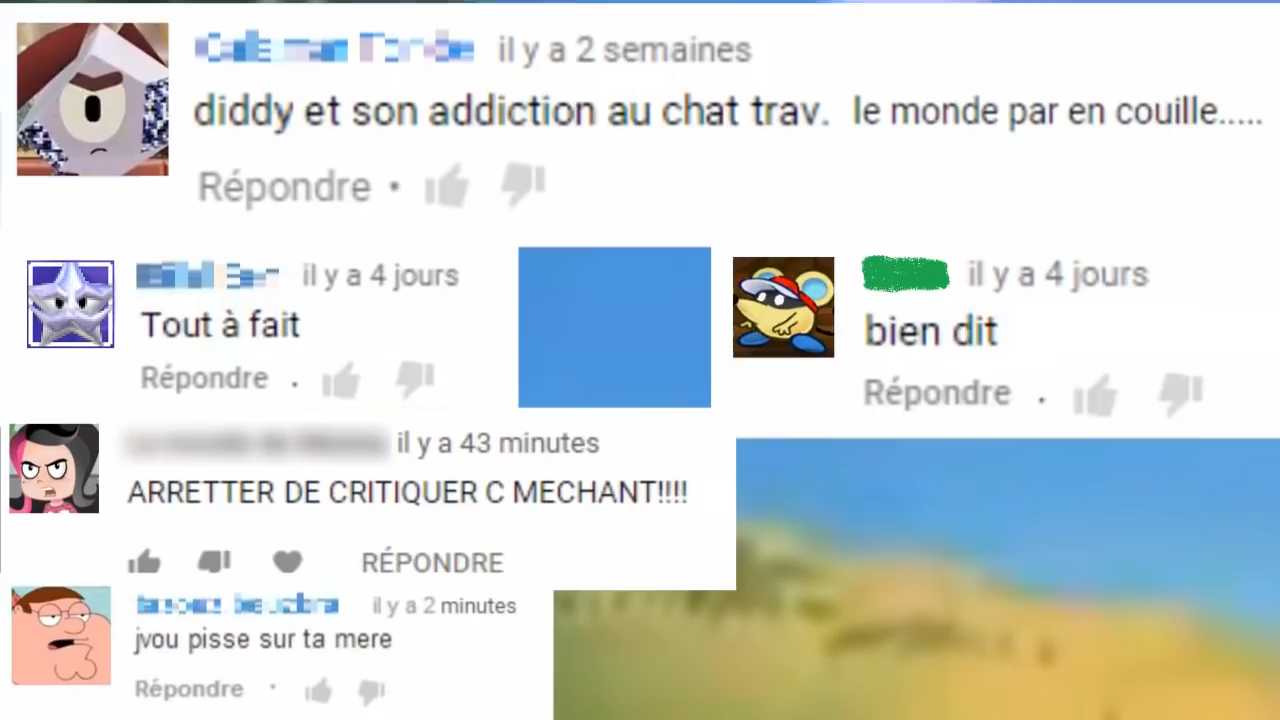 il y a 2 semaines
diddy et son addiction au chat trav. le monde par en couille.....
Répondre •
il y a 4 jours
Tout à fait
Répondre .
il y a 4 jours
bien dit
Répondre .
il y a 43 minutes
ARRETTER DE CRITIQUER C MECHANT!!!!
RÉPONDRE
il y a 2 minutes
jvou pisse sur ta mere
Répondre ·